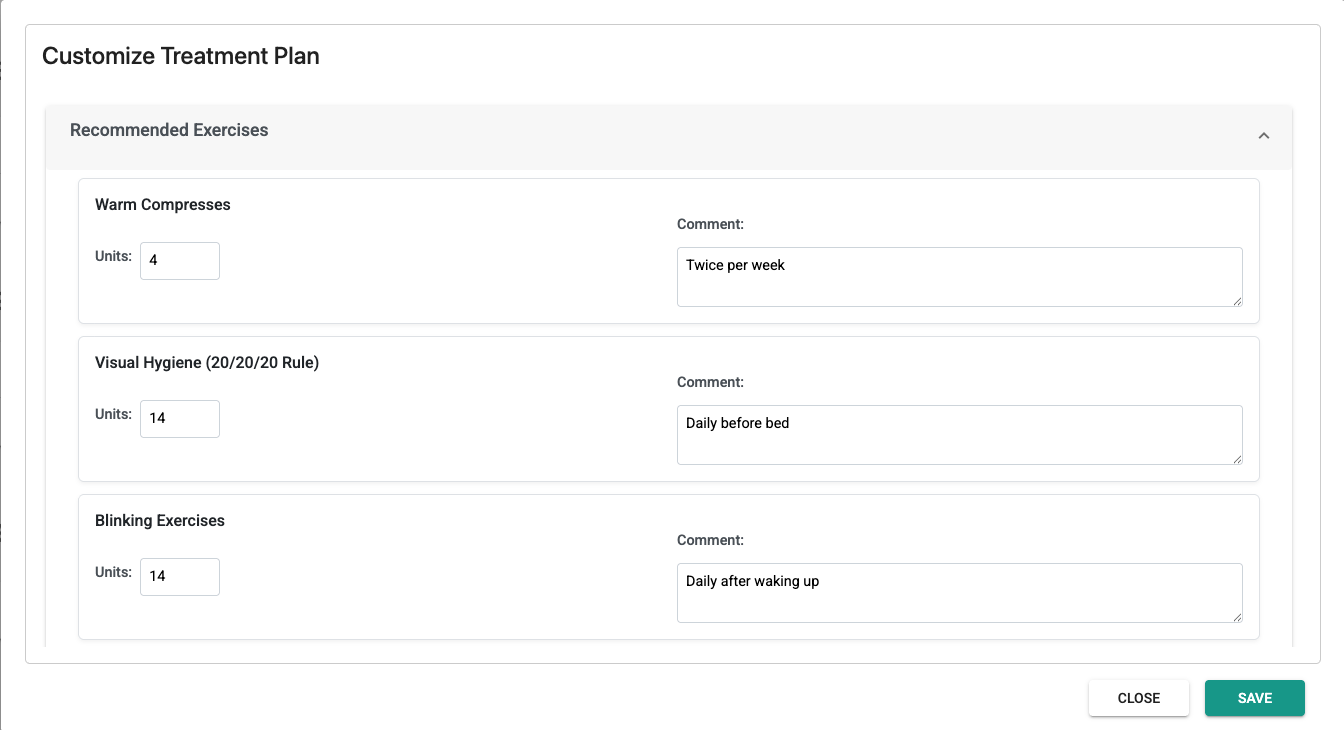 Customize Treatment Plan
Recommended Exercises
Warm Compresses
Comment:
Units: 4
Twice per week
Visual Hygiene (20/20/20 Rule)
Comment:
Units: 14
Daily before bed
Blinking Exercises
Comment:
Units: 14
Daily after waking up
CLOSE SAVE